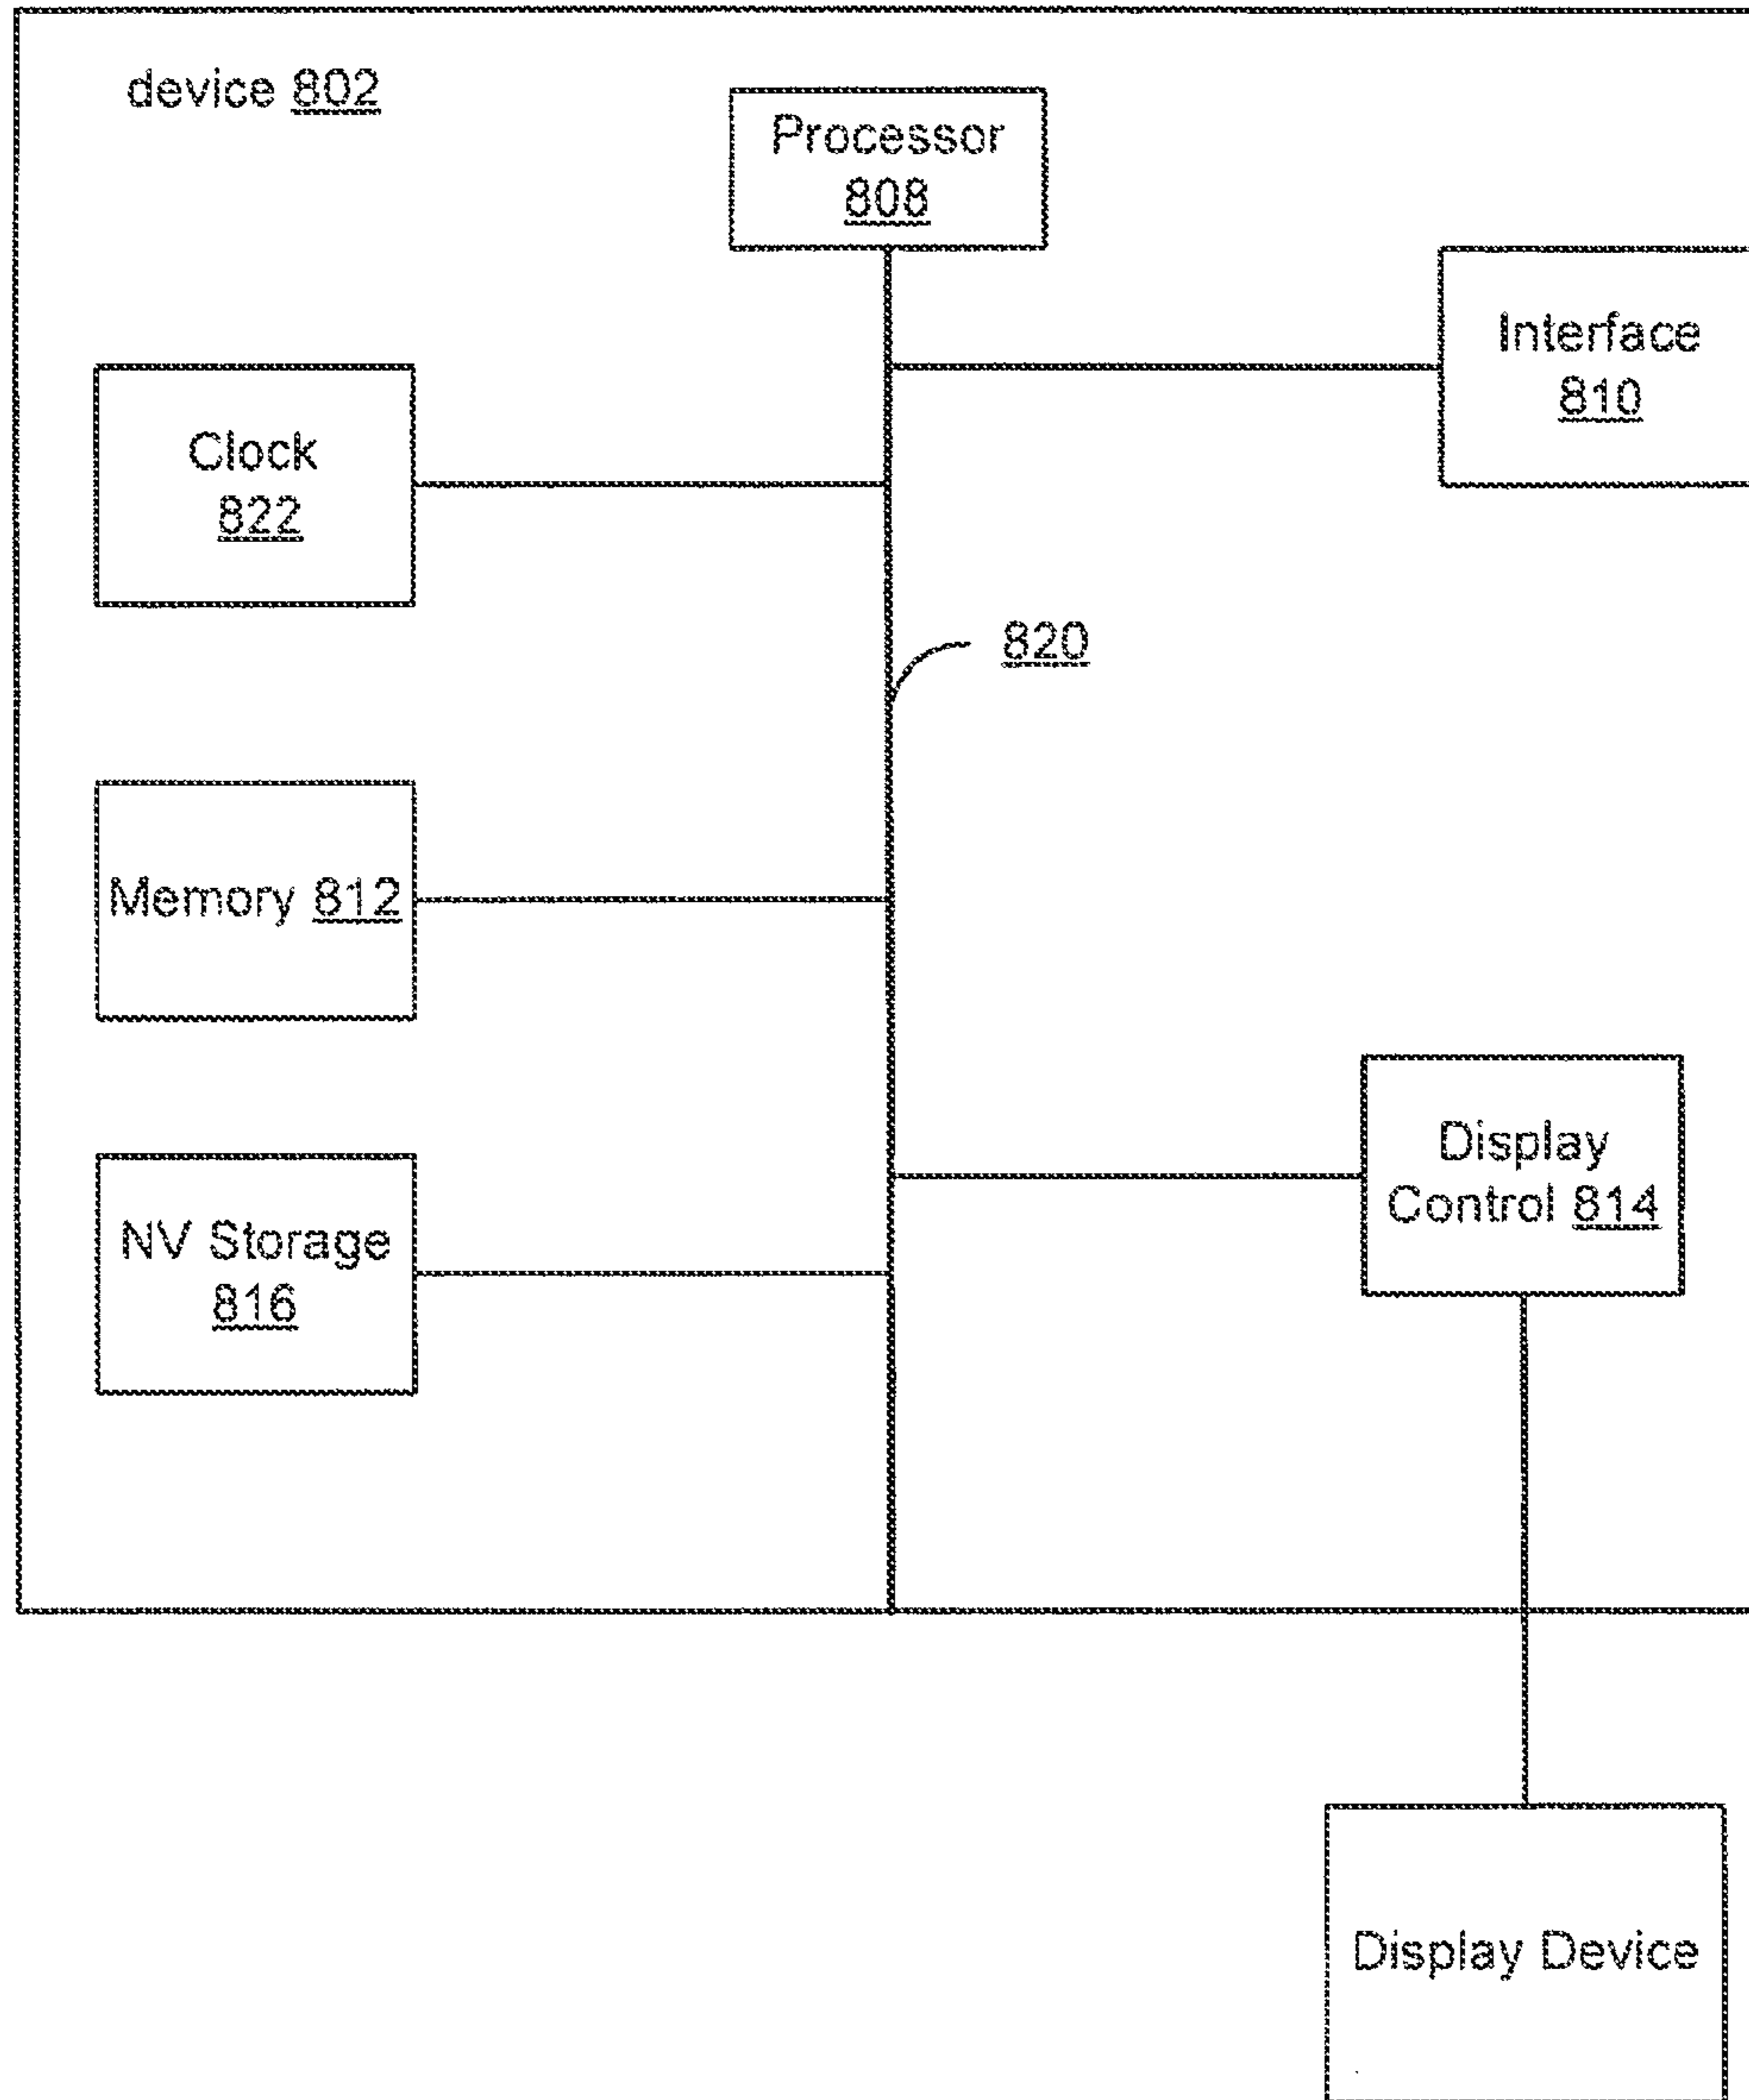 device 802
Processor
808
Interface
810
Clock
822
820
Memory 812
Display
Control 814
NV Storage
816
Display Device